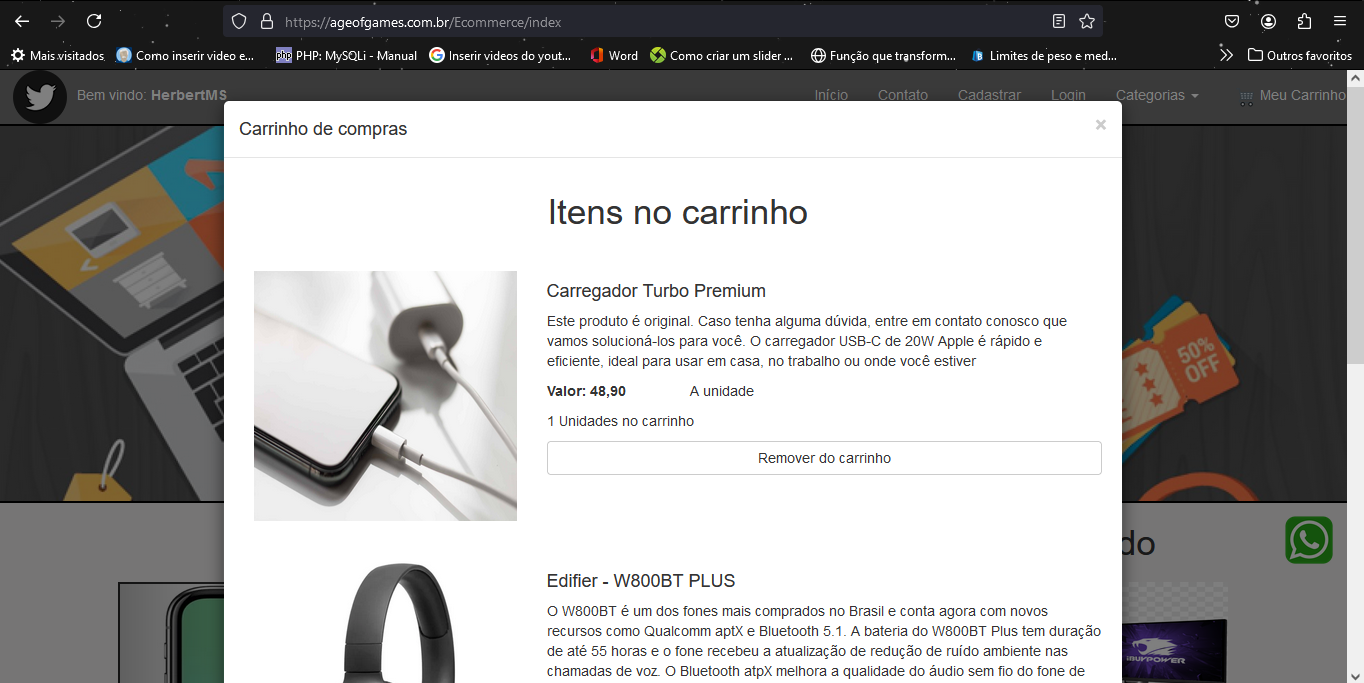 https://ageofgames.com.br/Ecommerce/index
Mais visitados
Como inserir video e...
php PHP: MySQLi - Manual
Inserir videos do yout...
Word
Como criar um slider ...
Função que transform...
Limites de peso e med...
Outros favoritos
Bem vindo: HerbertMS
Início Contato Cadastrar Login Categorias Meu Carrinho
Carrinho de compras ×
Itens no carrinho
Carregador Turbo Premium
Este produto é original. Caso tenha alguma dúvida, entre em contato conosco que
vamos solucioná-los para você. O carregador USB-C de 20W Apple é rápido e
eficiente, ideal para usar em casa, no trabalho ou onde você estiver
Valor: 48,90 A unidade
1 Unidades no carrinho
Remover do carrinho
50%
OFF
do
Edifier - W800BT PLUS
O W800BT é um dos fones mais comprados no Brasil e conta agora com novos
recursos como Qualcomm aptX e Bluetooth 5.1. A bateria do W800BT Plus tem duração
de até 55 horas e o fone recebeu a atualização de redução de ruído ambiente nas
chamadas de voz. O Bluetooth atpX melhora a qualidade do áudio sem fio do fone de
iBUYPOWER